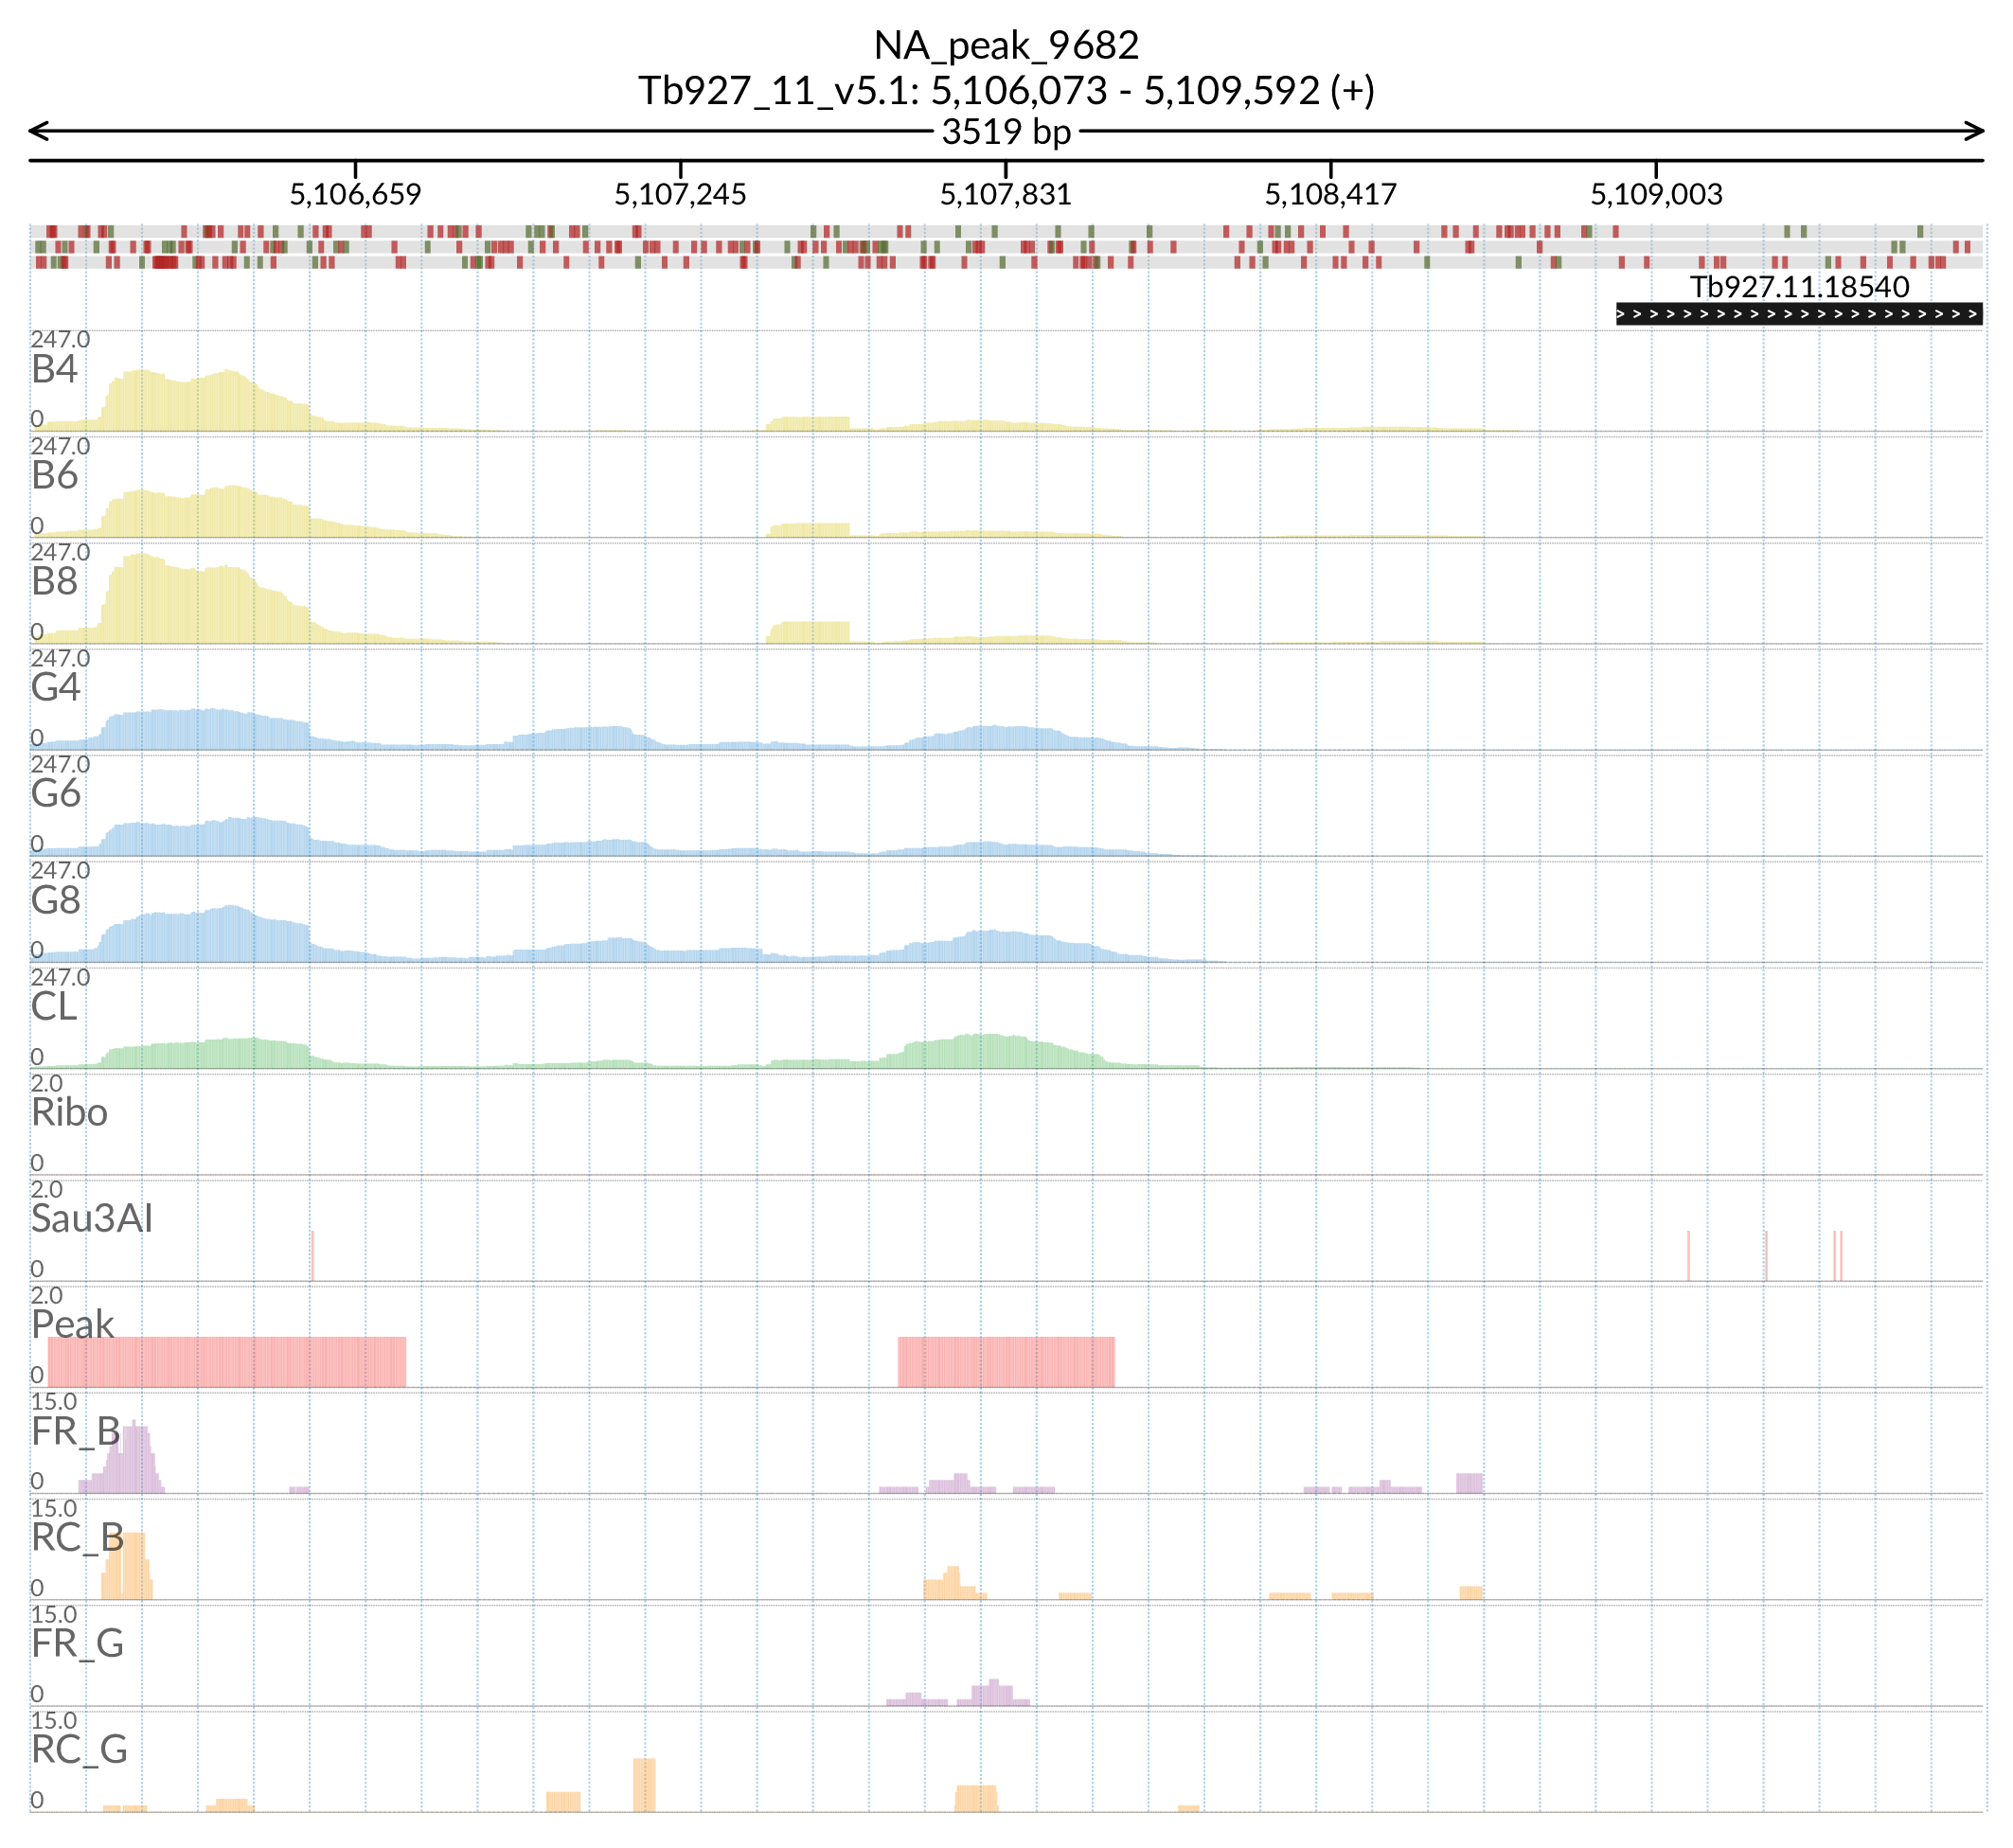 NA_peak_9682
Tb927_11_v5.1: 5,106,073 - 5,109,592 (+)
3519 bp
5,106,659 5,107,245 5,107,831 5,108,417 5,109,003
Tb927.11.18540
247.0
B4
0
247.0
B6
0
247.0
B8
0
247.0
G4
0
247.0
G6
0
247.0
G8
0
247.0
CL
0
2.0
Ribo
0
2.0
Sau3AI
0
2.0
Peak
0
15.0
FR_B
0
15.0
RC_B
0
15.0
FR_G
0
15.0
RC_G
0